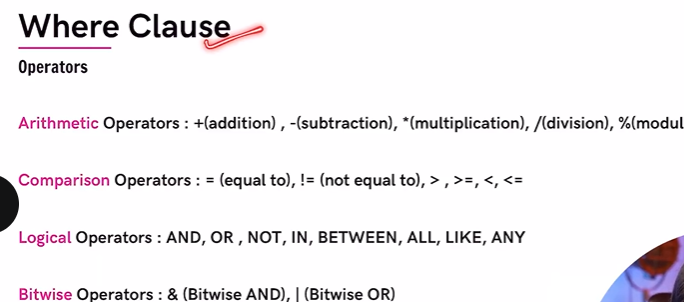 Where Clause
Operators
Arithmetic Operators : +(addition) , -(subtraction), *(multiplication), /(division), %(modul
Comparison Operators : = (equal to), != (not equal to), > , >=, <, <=
Logical Operators : AND, OR , NOT, IN, BETWEEN, ALL, LIKE, ANY
Bitwise Operators : & (Bitwise AND), | (Bitwise OR)